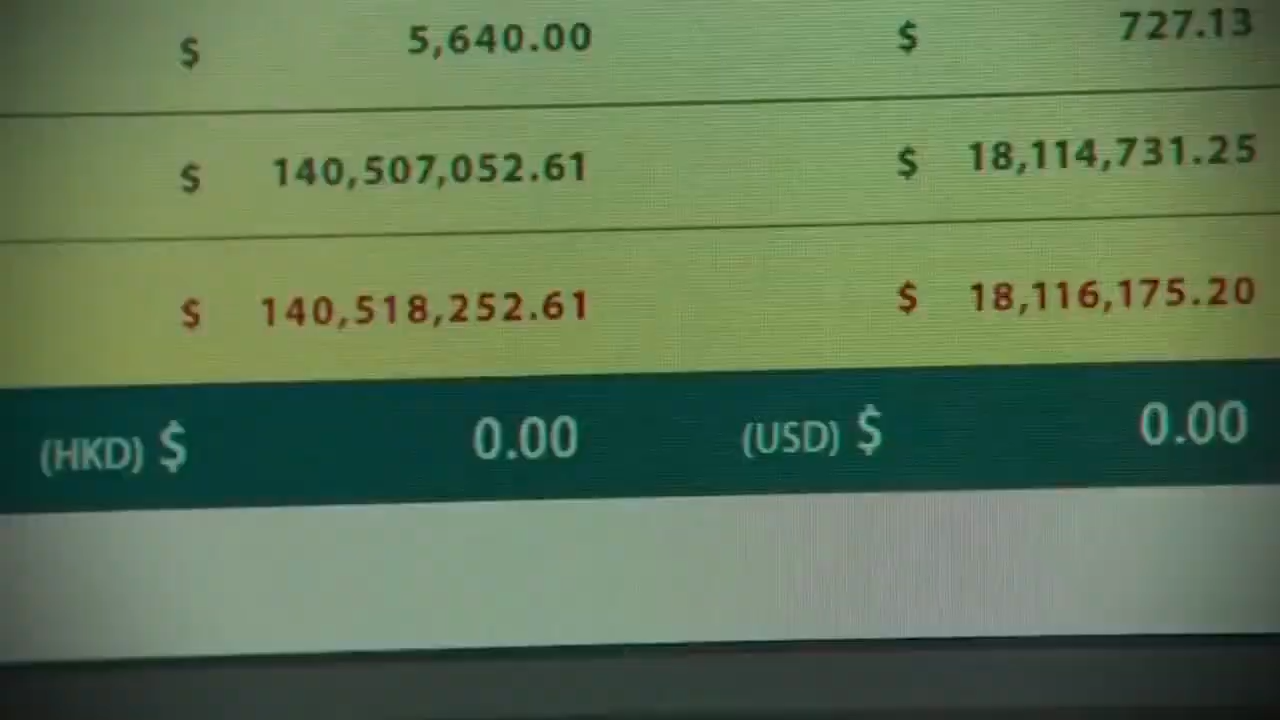 $ 5,640.00 $ 727.13
$ 140,507,052.61 $ 18,114,731.25
$ 140,518,252.61 $ 18,116,175.20
(HKD) $ 0.00 (USD) $ 0.00